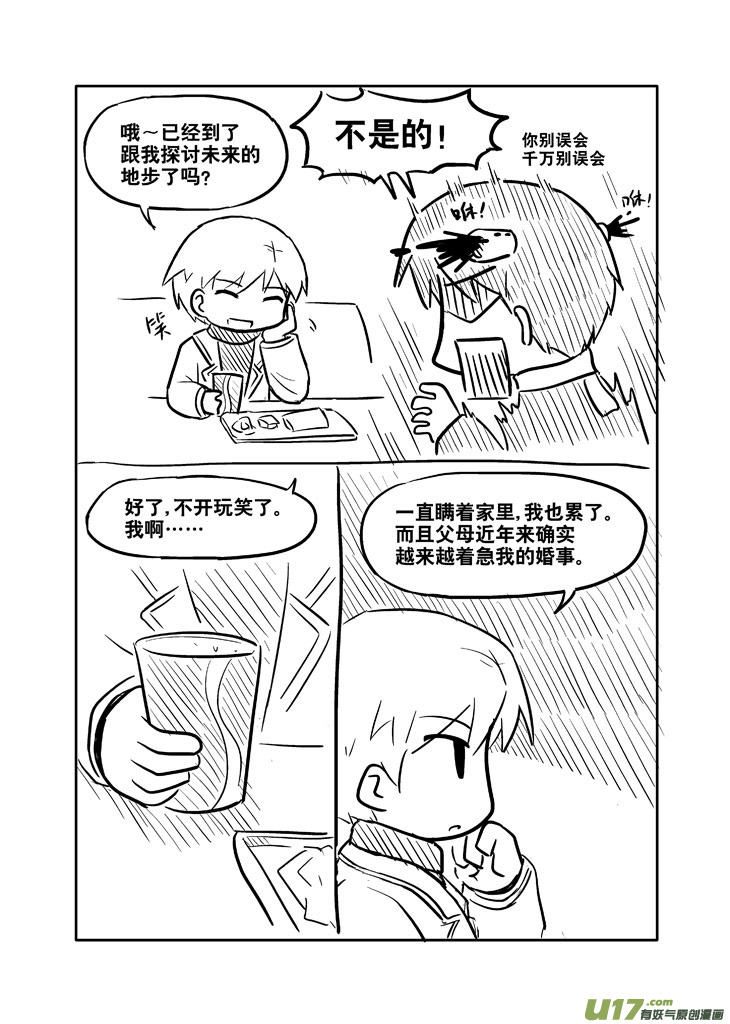 哦～已经到了
跟我探讨未来的
地步了吗？
不是的！
你别误会
千万别误会
咻！
咻！
笑
好了，不开玩笑了。
我啊……
一直瞒着家里，我也累了。
而且父母近年来确实
越来越着急我的婚事。
U17.com
有妖气原创漫画